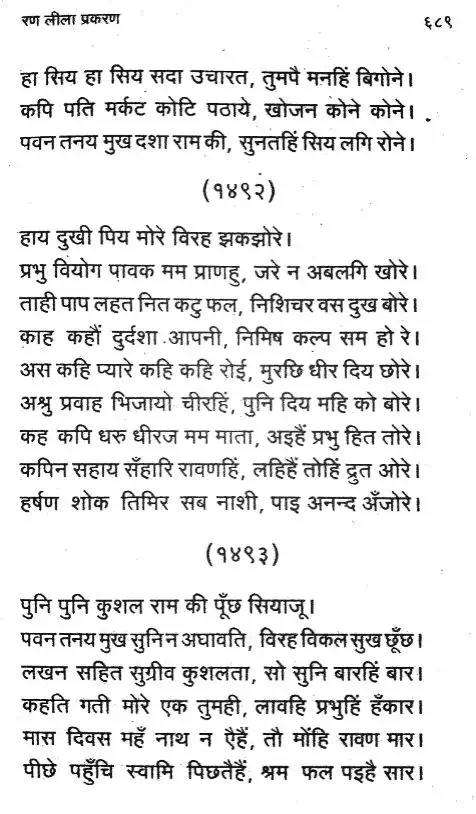 रण लीला प्रकरण ६८९
हा सिय हा सिय सदा उचारत, तुमपै मनहिं बिगोने।
कपि पति मर्कट कोटि पठाये, खोजन कोने कोने।
पवन तनय मुख दशा राम की, सुनतहिं सिय लगि रोने।
(१४९२)
हाय दुखी पिय मोरे विरह झकझोरे।
प्रभु वियोग पावक मम प्राणहु, जरे न अबलगि खोरे।
ताही पाप लहत नित कटु फल, निशिचर वस दुख बोरे।
काह कहौं दुर्दशा आपनी, निमिष कल्प सम हो रे।
अस कहि प्यारे कहि कहि रोई, मुरछि धीर दिय छोरे।
अश्रु प्रवाह भिजायो चीरहिं, पुनि दिय महि को बोरे।
कह कपि धरु धीरज मम माता, अइहैं प्रभु हित तोरे।
कपिन सहाय सँहारि रावणहिं, लहिहैं तोहिं द्रुत ओरे।
हर्षण शोक तिमिर सब नाशी, पाइ अनन्द अँजोरे।
(१४९३)
पुनि पुनि कुशल राम की पूँछ सियाजू।
पवन तनय मुख सुनि न अघावति, विरह विकल सुख छूँछ।
लखन सहित सुग्रीव कुशलता, सो सुनि बारहिं बार।
कहति गती मोरे एक तुमही, लावहि प्रभुहिं हँकार।
मास दिवस महँ नाथ न ऐहैं, तौ मोंहि रावण मार।
पीछे पहुँचि स्वामि पिछतैहैं, श्रम फल पइहै सार।